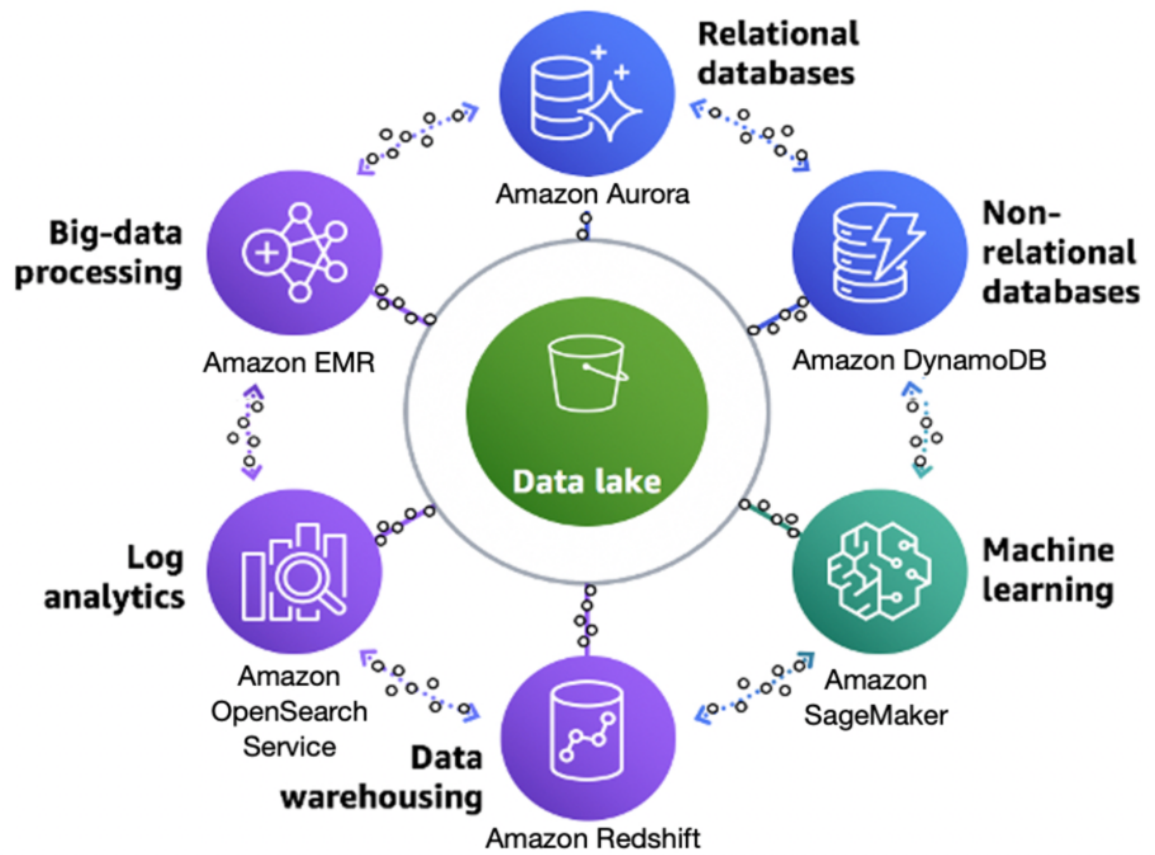 Relational
databases
Amazon Aurora
Non-
relational
databases
Amazon DynamoDB
Big-data
processing
Amazon EMR
Data lake
Machine
learning
Amazon
SageMaker
Log
analytics
Amazon
OpenSearch
Service
Data
warehousing
Amazon Redshift